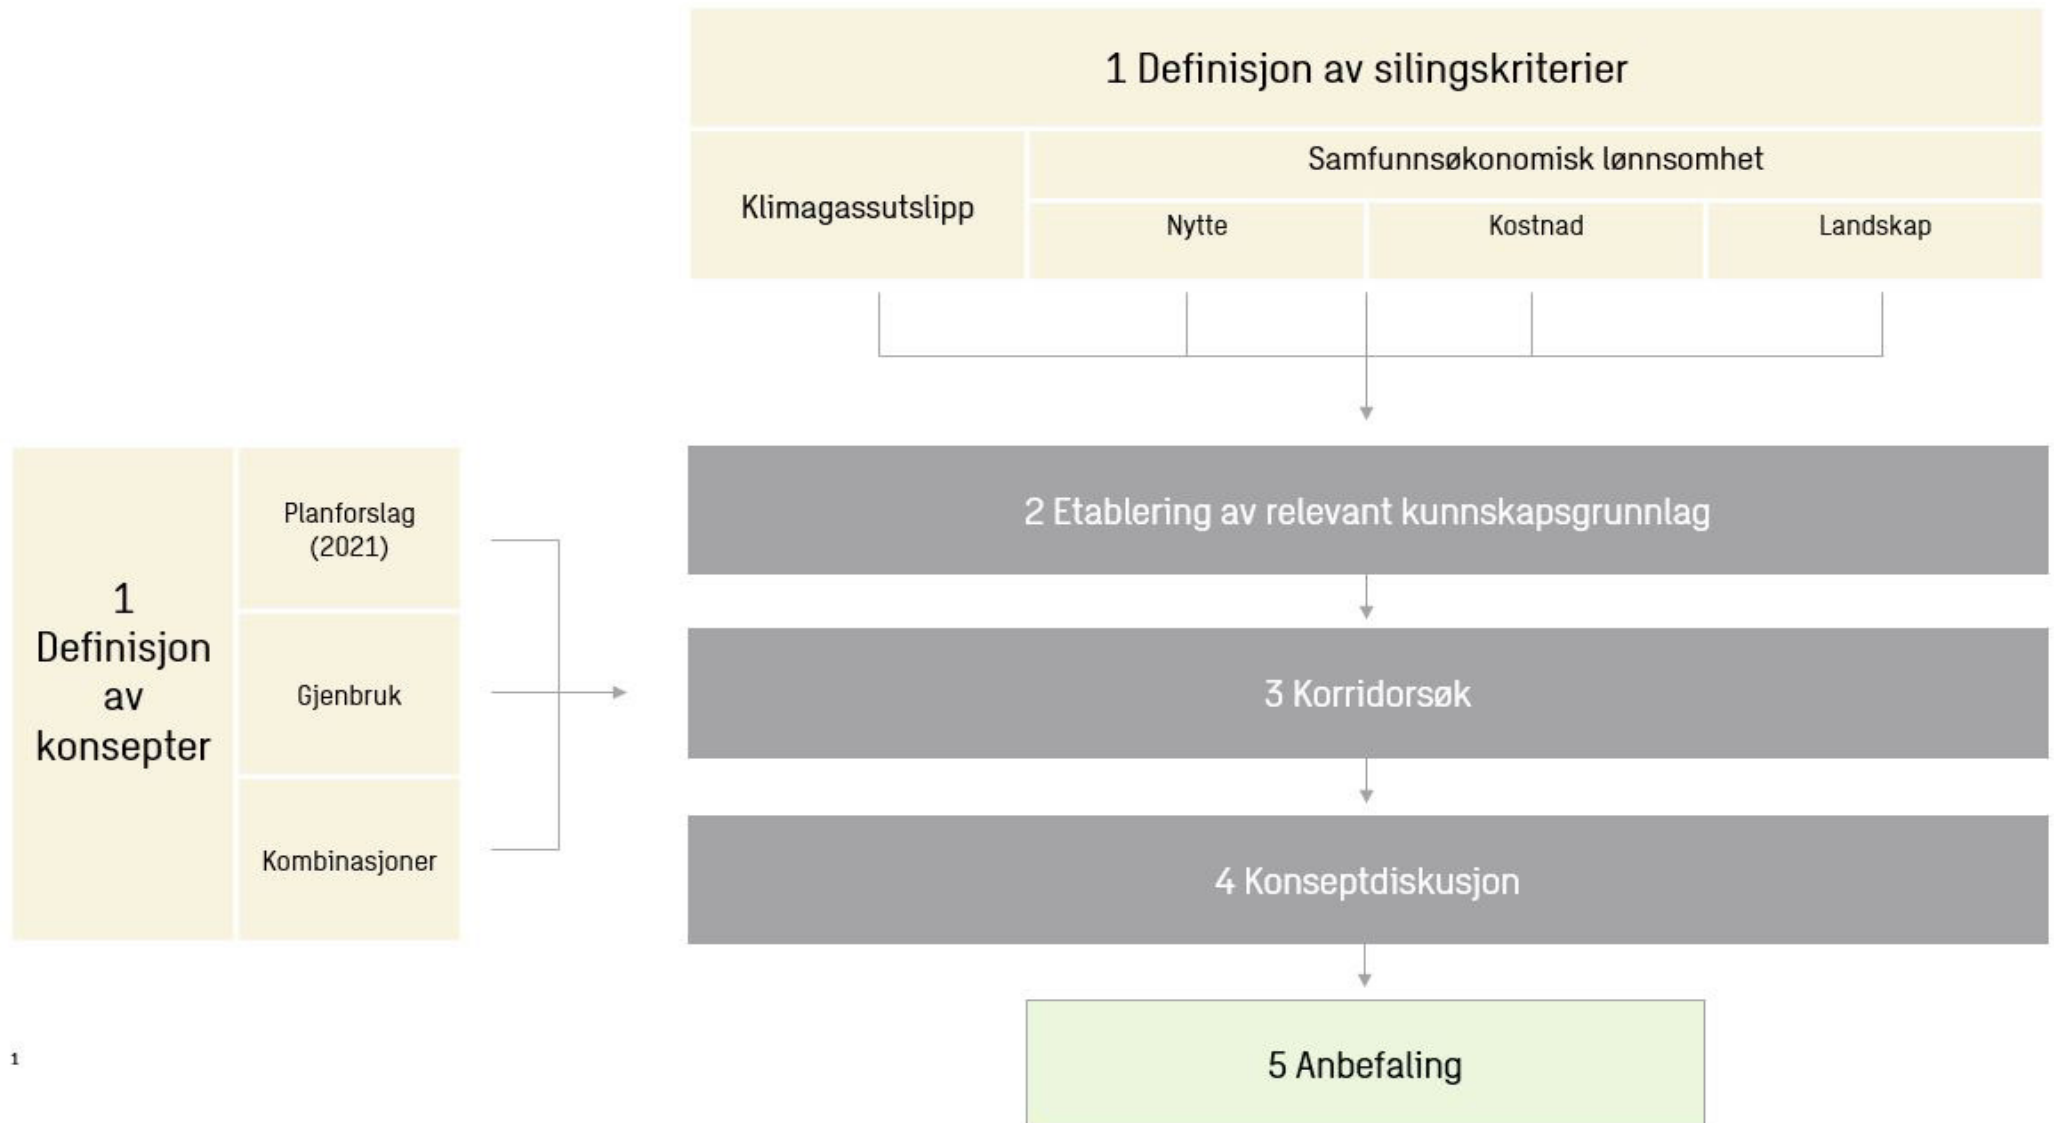 1 Definisjon av silingskriterier
Klimagassutslipp
Samfunnsøkonomisk lønnsomhet
Nytte
Kostnad
Landskap
1
Definisjon
av
konsepter
Planforslag
(2021)
Gjenbruk
Kombinasjoner
2 Etablering av relevant kunnskapsgrunnlag
3 Korridorsøk
4 Konseptdiskusjon
5 Anbefaling
1